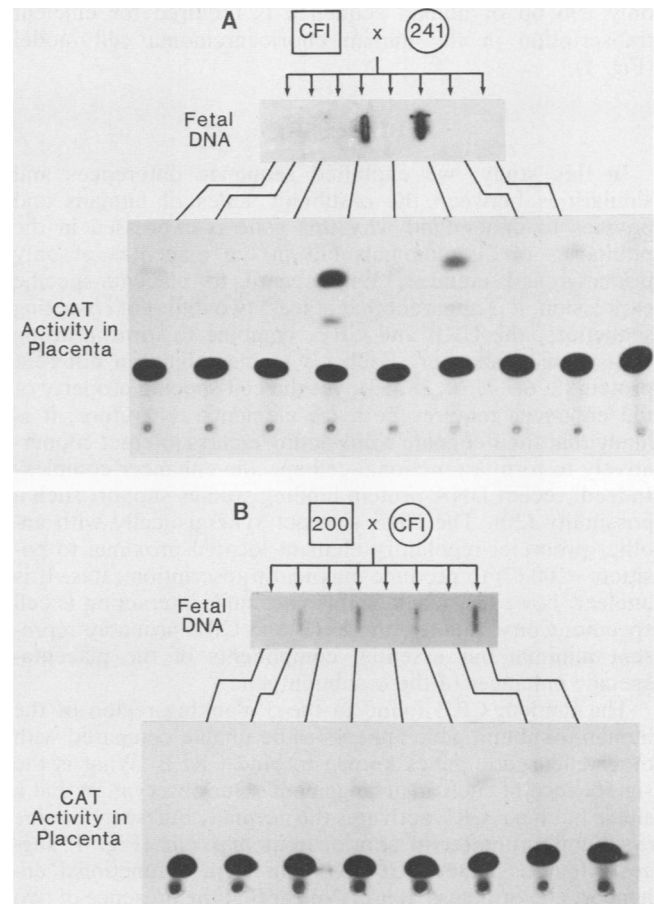 A
CFI x 241
Fetal
DNA
CAT
Activity in
Placenta
B
200 x CFI
Fetal
DNA
CAT
Activity in
Placenta